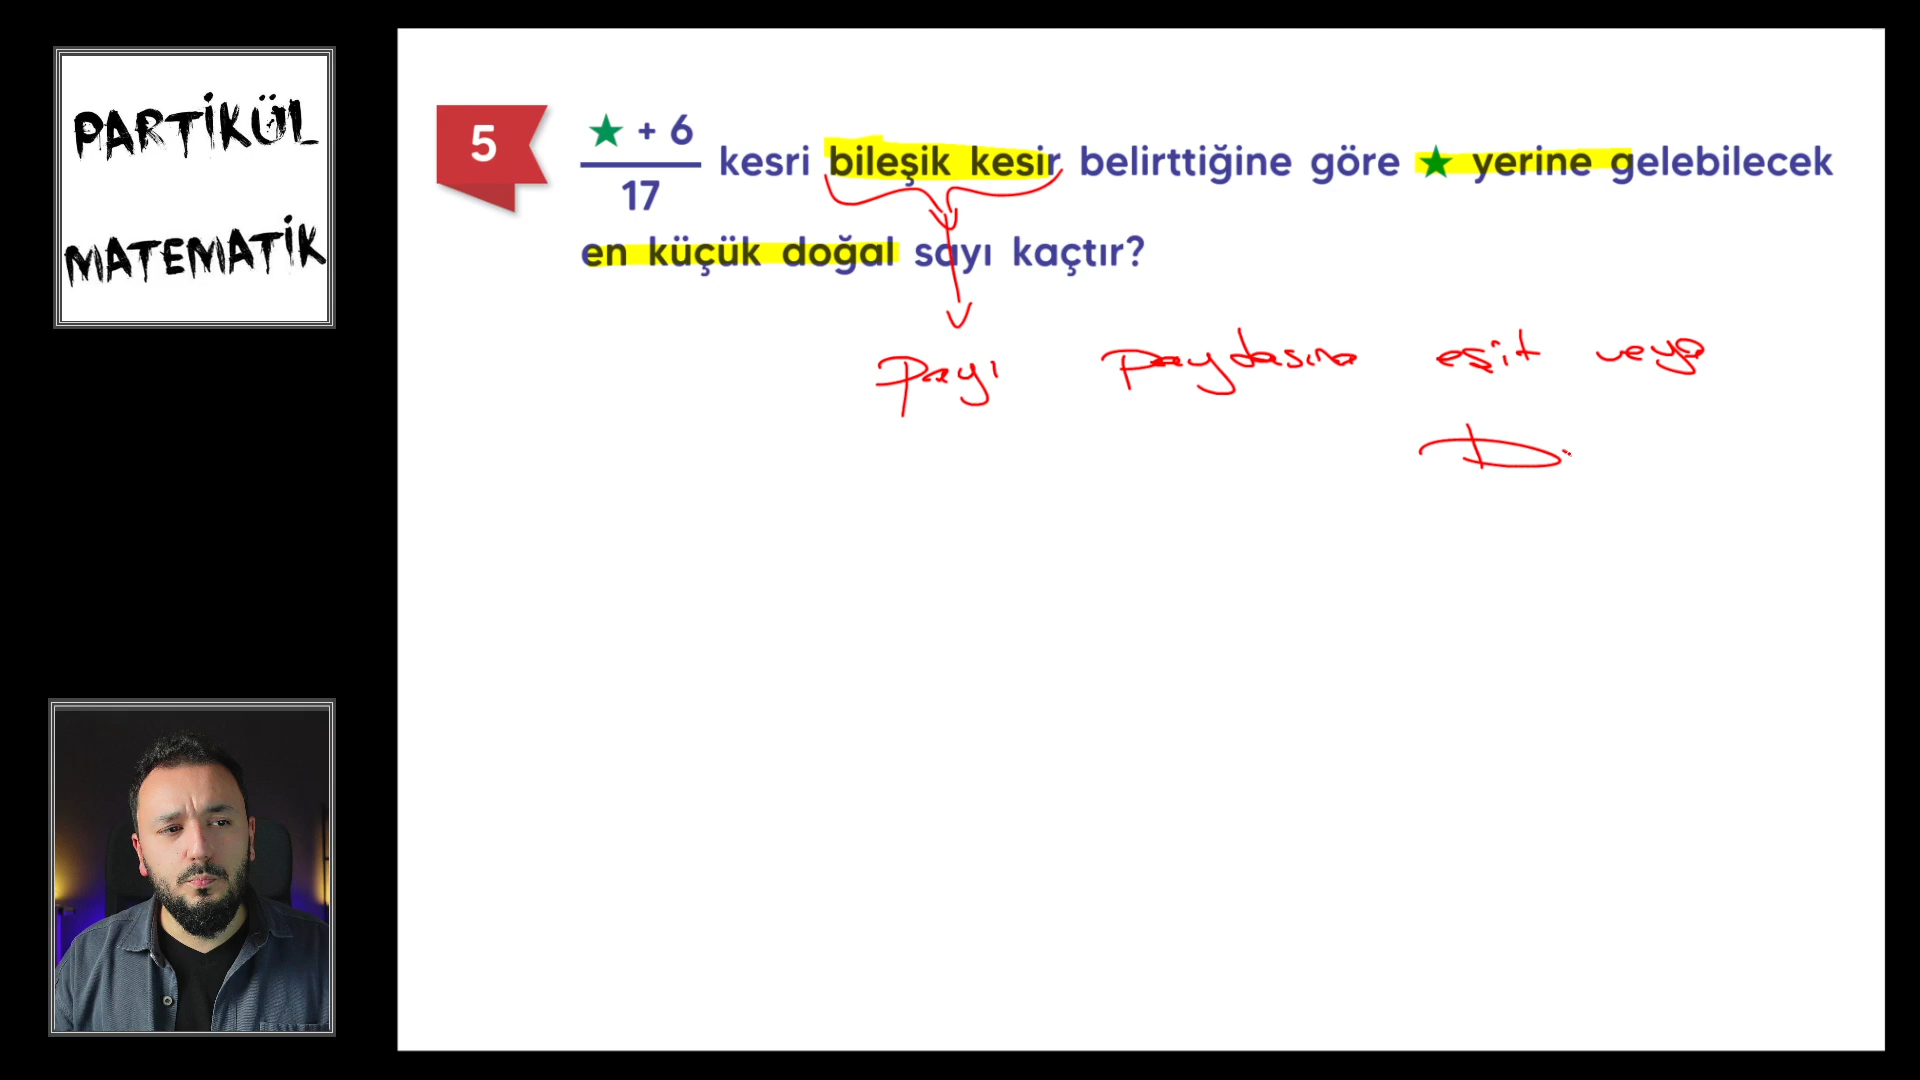 PARTİKÜL
MATEMATİK
5
★ + 6
17
kesri bileşik kesir belirttiğine göre ★ yerine gelebilecek
en küçük doğal sayı kaçtır?
Payı paydasına eşit veya